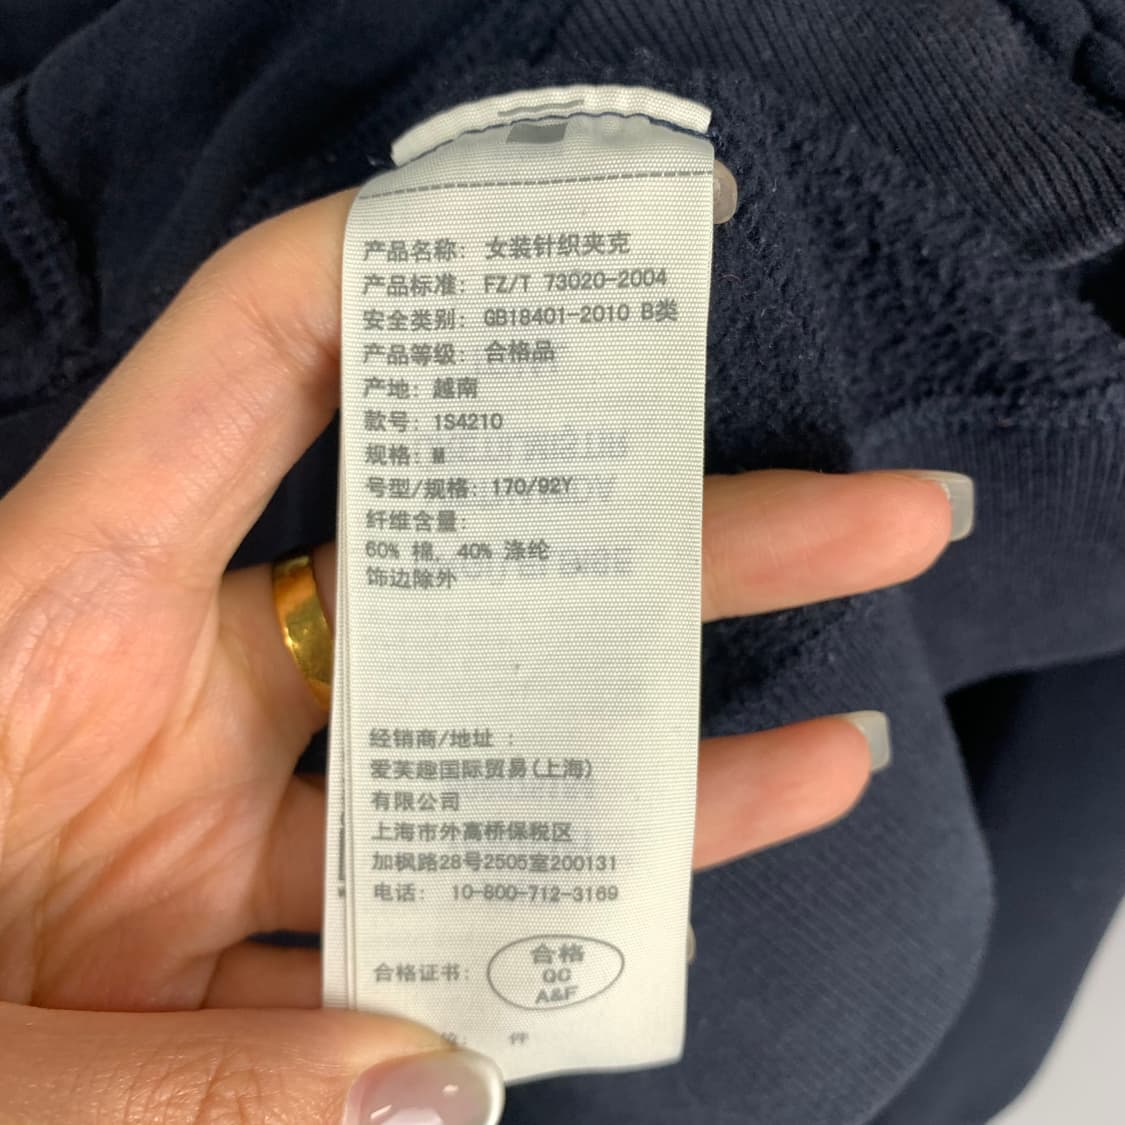 产品名称: 女装针织夹克
产品标准: FZ/T 73020-2004
安全类别: GB18401-2010 B类
产品等级: 合格品
产地: 越南
款号: 1S4210
规格: M
号型/规格: 170/92Y
纤维含量:
60% 棉, 40% 涤纶
饰边除外
经销商/地址 :
爱芙趣国际贸易(上海)
有限公司
上海市外高桥保税区
加枫路28号2505室200131
电话: 10-800-712-3169
合格证书:
合格
QC
A&F
件